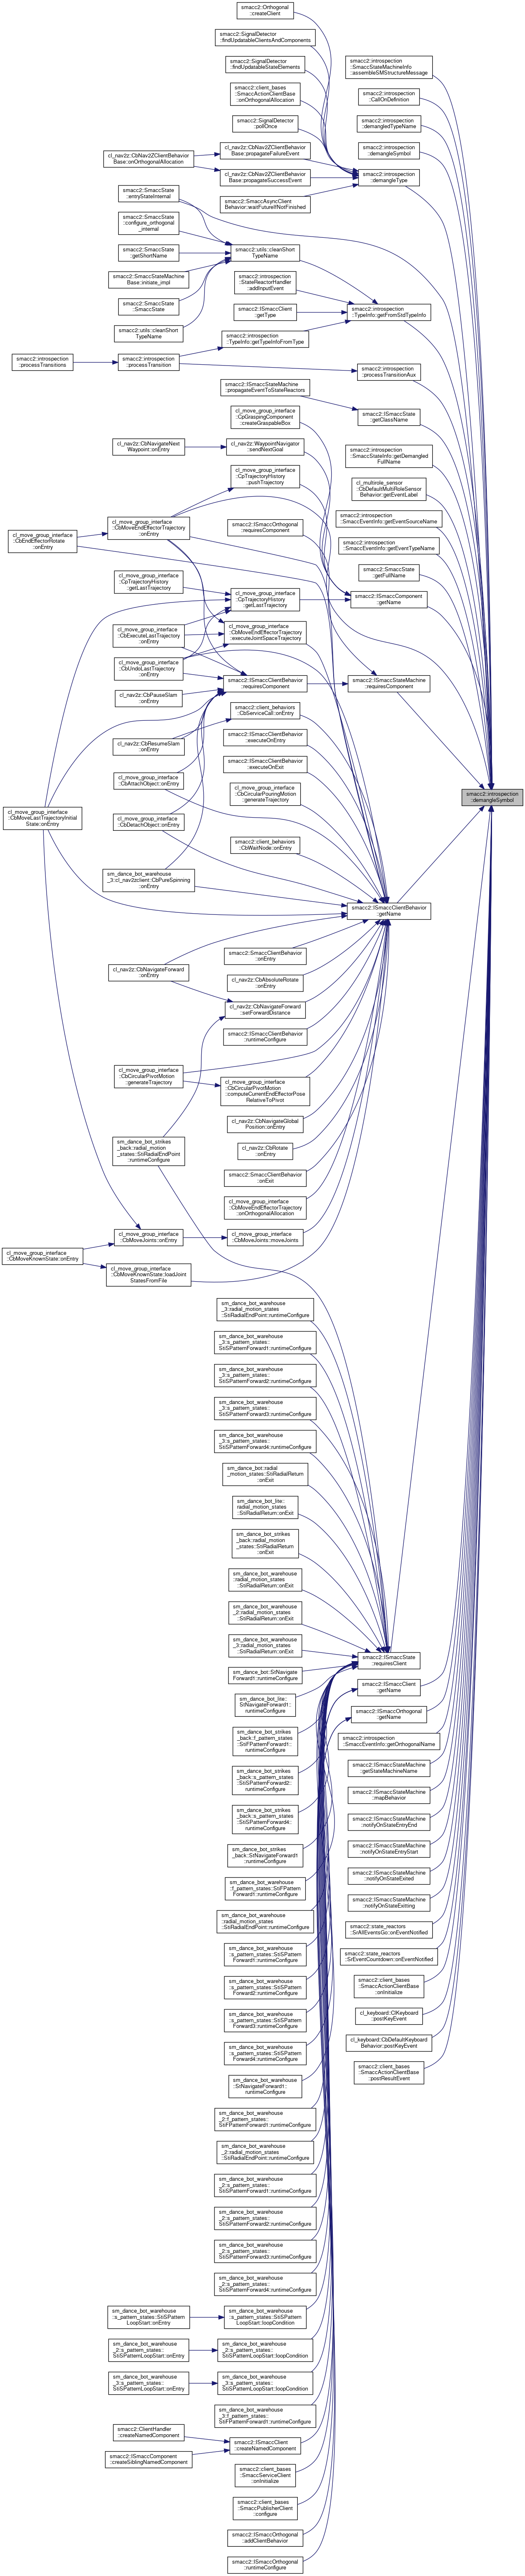 smacc2::Orthogonal
::createClient
smacc2::SignalDetector
::findUpdatableClientsAndComponents
smacc2::SignalDetector
::findUpdatableStateElements
smacc2::client_bases
::SmaccActionClientBase
::onOrthogonalAllocation
smacc2::SignalDetector
::pollOnce
cl_nav2z::CbNav2ZClientBehavior
Base::propagateFailureEvent
cl_nav2z::CbNav2ZClientBehavior
Base::onOrthogonalAllocation
cl_nav2z::CbNav2ZClientBehavior
Base::propagateSuccessEvent
smacc2::SmaccAsyncClient
Behavior::waitFutureIfNotFinished
smacc2::introspection
::SmaccStateMachineInfo
::assembleSMStructureMessage
smacc2::introspection
::CallOnDefinition
smacc2::introspection
::demangledTypeName
smacc2::introspection
::demangleSymbol
smacc2::introspection
::demangleType
smacc2::SmaccState
::entryStateInternal
smacc2::SmaccState
::configure_orthogonal
_internal
smacc2::SmaccState
::getShortName
smacc2::SmaccStateMachine
Base::initiate_impl
smacc2::SmaccState
::SmaccState
smacc2::utils::cleanShort
TypeName
smacc2::utils::cleanShort
TypeName
smacc2::introspection
::StateReactorHandler
::addInputEvent
smacc2::ISmaccClient
::getType
smacc2::introspection
::TypeInfo::getTypeInfoFromType
smacc2::introspection
::TypeInfo::getFromStdTypeInfo
smacc2::introspection
::processTransitions
smacc2::introspection
::processTransition
smacc2::introspection
::processTransitionAux
smacc2::ISmaccStateMachine
::propagateEventToStateReactors
smacc2::ISmaccState
::getClassName
cl_move_group_interface
::CpGraspingComponent
::createGraspableBox
cl_nav2z::CbNavigateNext
Waypoint::onEntry
cl_nav2z::WaypointNavigator
::sendNextGoal
smacc2::introspection
::SmaccStateInfo::getDemangled
FullName
cl_move_group_interface
::CpTrajectoryHistory
::pushTrajectory
cl_multirole_sensor
::CbDefaultMultiRoleSensor
Behavior::getEventLabel
smacc2::introspection
::SmaccEventInfo::getEventSourceName
cl_move_group_interface
::CbEndEffectorRotate
::onEntry
cl_move_group_interface
::CbMoveEndEffectorTrajectory
::onEntry
smacc2::ISmaccOrthogonal
::requiresComponent
smacc2::introspection
::SmaccEventInfo::getEventTypeName
smacc2::SmaccState
::getFullName
cl_move_group_interface
::CpTrajectoryHistory
::getLastTrajectory
cl_move_group_interface
::CpTrajectoryHistory
::getLastTrajectory
smacc2::ISmaccComponent
::getName
cl_move_group_interface
::CbExecuteLastTrajectory
::onEntry
cl_move_group_interface
::CbMoveEndEffectorTrajectory
::executeJointSpaceTrajectory
cl_move_group_interface
::CbUndoLastTrajectory
::onEntry
smacc2::ISmaccClientBehavior
::requiresComponent
smacc2::ISmaccStateMachine
::requiresComponent
cl_nav2z::CbPauseSlam
::onEntry
smacc2::client_behaviors
::CbServiceCall::onEntry
cl_nav2z::CbResumeSlam
::onEntry
smacc2::ISmaccClientBehavior
::executeOnEntry
smacc2::ISmaccClientBehavior
::executeOnExit
cl_move_group_interface
::CbAttachObject::onEntry
cl_move_group_interface
::CbCircularPouringMotion
::generateTrajectory
smacc2::introspection
::demangleSymbol
cl_move_group_interface
::CbMoveLastTrajectoryInitial
State::onEntry
cl_move_group_interface
::CbDetachObject::onEntry
smacc2::client_behaviors
::CbWaitNode::onEntry
sm_dance_bot_warehouse
_3::cl_nav2zclient::CbPureSpinning
::onEntry
smacc2::ISmaccClientBehavior
::getName
smacc2::SmaccClientBehavior
::onEntry
cl_nav2z::CbNavigateForward
::onEntry
cl_nav2z::CbAbsoluteRotate
::onEntry
cl_nav2z::CbNavigateForward
::setForwardDistance
smacc2::ISmaccClientBehavior
::runtimeConfigure
cl_move_group_interface
::CbCircularPivotMotion
::generateTrajectory
cl_move_group_interface
::CbCircularPivotMotion
::computeCurrentEndEffectorPose
RelativeToPivot
cl_nav2z::CbNavigateGlobal
Position::onEntry
sm_dance_bot_strikes
_back::radial_motion
_states::StiRadialEndPoint
::runtimeConfigure
cl_nav2z::CbRotate
::onEntry
smacc2::SmaccClientBehavior
::onExit
cl_move_group_interface
::CbMoveEndEffectorTrajectory
::onOrthogonalAllocation
cl_move_group_interface
::CbMoveJoints::onEntry
cl_move_group_interface
::CbMoveJoints::moveJoints
cl_move_group_interface
::CbMoveKnownState::onEntry
cl_move_group_interface
::CbMoveKnownState::loadJoint
StatesFromFile
sm_dance_bot_warehouse
_3::radial_motion_states
::StiRadialEndPoint::runtimeConfigure
sm_dance_bot_warehouse
_3::s_pattern_states::
StiSPatternForward1::runtimeConfigure
sm_dance_bot_warehouse
_3::s_pattern_states::
StiSPatternForward2::runtimeConfigure
sm_dance_bot_warehouse
_3::s_pattern_states::
StiSPatternForward3::runtimeConfigure
sm_dance_bot_warehouse
_3::s_pattern_states::
StiSPatternForward4::runtimeConfigure
sm_dance_bot::radial
_motion_states::StiRadialReturn
::onExit
sm_dance_bot_lite::
radial_motion_states
::StiRadialReturn::onExit
sm_dance_bot_strikes
_back::radial_motion
_states::StiRadialReturn
::onExit
sm_dance_bot_warehouse
::radial_motion_states
::StiRadialReturn::onExit
sm_dance_bot_warehouse
_2::radial_motion_states
::StiRadialReturn::onExit
sm_dance_bot_warehouse
_3::radial_motion_states
::StiRadialReturn::onExit
smacc2::ISmaccState
::requiresClient
sm_dance_bot::StNavigate
Forward1::runtimeConfigure
smacc2::ISmaccClient
::getName
sm_dance_bot_lite::
StNavigateForward1::
runtimeConfigure
smacc2::ISmaccOrthogonal
::getName
sm_dance_bot_strikes
_back::f_pattern_states
::StiFPatternForward1::
runtimeConfigure
smacc2::introspection
::SmaccEventInfo::getOrthogonalName
smacc2::ISmaccStateMachine
::getStateMachineName
sm_dance_bot_strikes
_back::s_pattern_states
::StiSPatternForward2::
runtimeConfigure
smacc2::ISmaccStateMachine
::mapBehavior
sm_dance_bot_strikes
_back::s_pattern_states
::StiSPatternForward4::
runtimeConfigure
smacc2::ISmaccStateMachine
::notifyOnStateEntryEnd
smacc2::ISmaccStateMachine
::notifyOnStateEntryStart
sm_dance_bot_strikes
_back::StNavigateForward1
::runtimeConfigure
smacc2::ISmaccStateMachine
::notifyOnStateExited
sm_dance_bot_warehouse
::f_pattern_states::StiFPattern
Forward1::runtimeConfigure
smacc2::ISmaccStateMachine
::notifyOnStateExitting
sm_dance_bot_warehouse
::radial_motion_states
::StiRadialEndPoint::runtimeConfigure
smacc2::state_reactors
::SrAllEventsGo::onEventNotified
sm_dance_bot_warehouse
::s_pattern_states::StiSPattern
Forward1::runtimeConfigure
smacc2::state_reactors
::SrEventCountdown::onEventNotified
sm_dance_bot_warehouse
::s_pattern_states::StiSPattern
Forward2::runtimeConfigure
smacc2::client_bases
::SmaccActionClientBase
::onInitialize
sm_dance_bot_warehouse
::s_pattern_states::StiSPattern
Forward3::runtimeConfigure
cl_keyboard::ClKeyboard
::postKeyEvent
sm_dance_bot_warehouse
::s_pattern_states::StiSPattern
Forward4::runtimeConfigure
cl_keyboard::CbDefaultKeyboard
Behavior::postKeyEvent
smacc2::client_bases
::SmaccActionClientBase
::postResultEvent
sm_dance_bot_warehouse
::StNavigateForward1::
runtimeConfigure
sm_dance_bot_warehouse
_2::f_pattern_states::
StiFPatternForward1::runtimeConfigure
sm_dance_bot_warehouse
_2::radial_motion_states
::StiRadialEndPoint::runtimeConfigure
sm_dance_bot_warehouse
_2::s_pattern_states::
StiSPatternForward1::runtimeConfigure
sm_dance_bot_warehouse
_2::s_pattern_states::
StiSPatternForward2::runtimeConfigure
sm_dance_bot_warehouse
_2::s_pattern_states::
StiSPatternForward3::runtimeConfigure
sm_dance_bot_warehouse
_2::s_pattern_states::
StiSPatternForward4::runtimeConfigure
sm_dance_bot_warehouse
::s_pattern_states::StiSPattern
LoopStart::onEntry
sm_dance_bot_warehouse
::s_pattern_states::StiSPattern
LoopStart::loopCondition
sm_dance_bot_warehouse
_2::s_pattern_states::
StiSPatternLoopStart::onEntry
sm_dance_bot_warehouse
_2::s_pattern_states::
StiSPatternLoopStart::loopCondition
sm_dance_bot_warehouse
_3::s_pattern_states::
StiSPatternLoopStart::onEntry
sm_dance_bot_warehouse
_3::s_pattern_states::
StiSPatternLoopStart::loopCondition
sm_dance_bot_warehouse
_3::f_pattern_states::
StiFPatternForward1::runtimeConfigure
smacc2::ClientHandler
::createNamedComponent
smacc2::ISmaccClient
::createNamedComponent
smacc2::ISmaccComponent
::createSiblingNamedComponent
smacc2::client_bases
::SmaccServiceClient
::onInitialize
smacc2::client_bases
::SmaccPublisherClient
::configure
smacc2::ISmaccOrthogonal
::addClientBehavior
smacc2::ISmaccOrthogonal
::runtimeConfigure